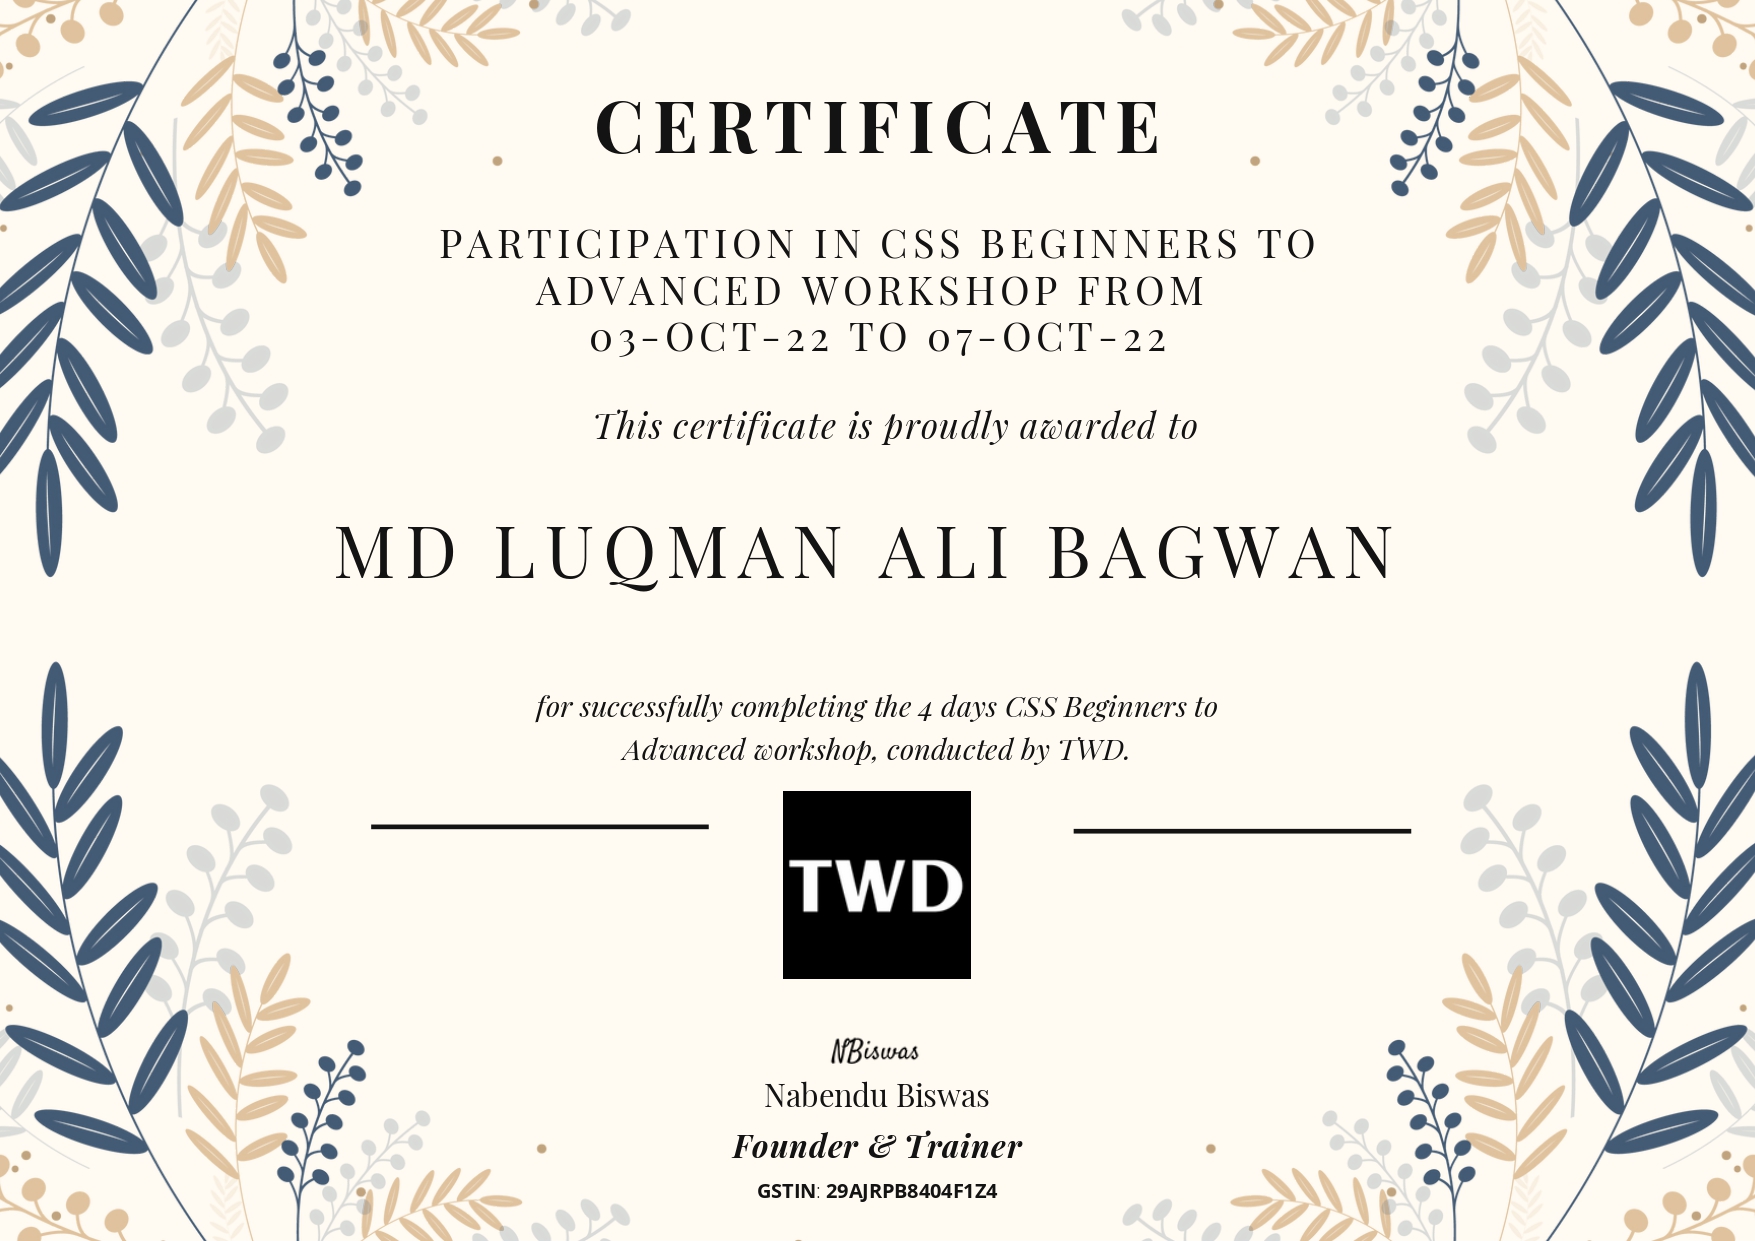 CERTIFICATE
PARTICIPATION IN CSS BEGINNERS TO
ADVANCED WORKSHOP FROM
03-OCT-22 TO 07-OCT-22
This certificate is proudly awarded to
MD LUQMAN ALI BAGWAN
for successfully completing the 4 days CSS Beginners to
Advanced workshop, conducted by TWD.
TWD
NBiswas
Nabendu Biswas
Founder & Trainer
GSTIN: 29AJRPB8404F1Z4